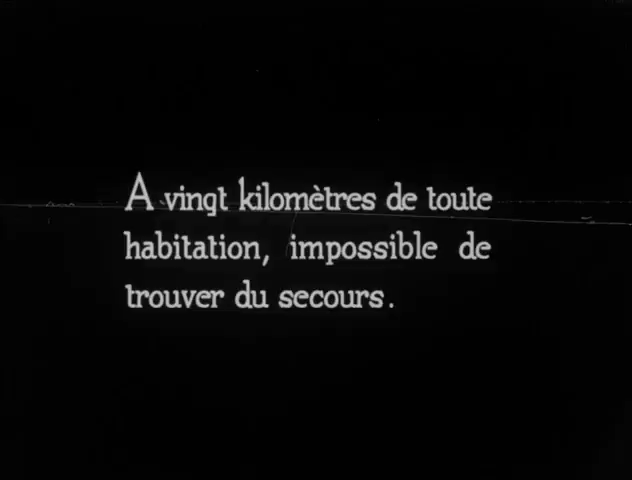 A vingt kilomètres de toute
habitation, impossible de
trouver du secours.